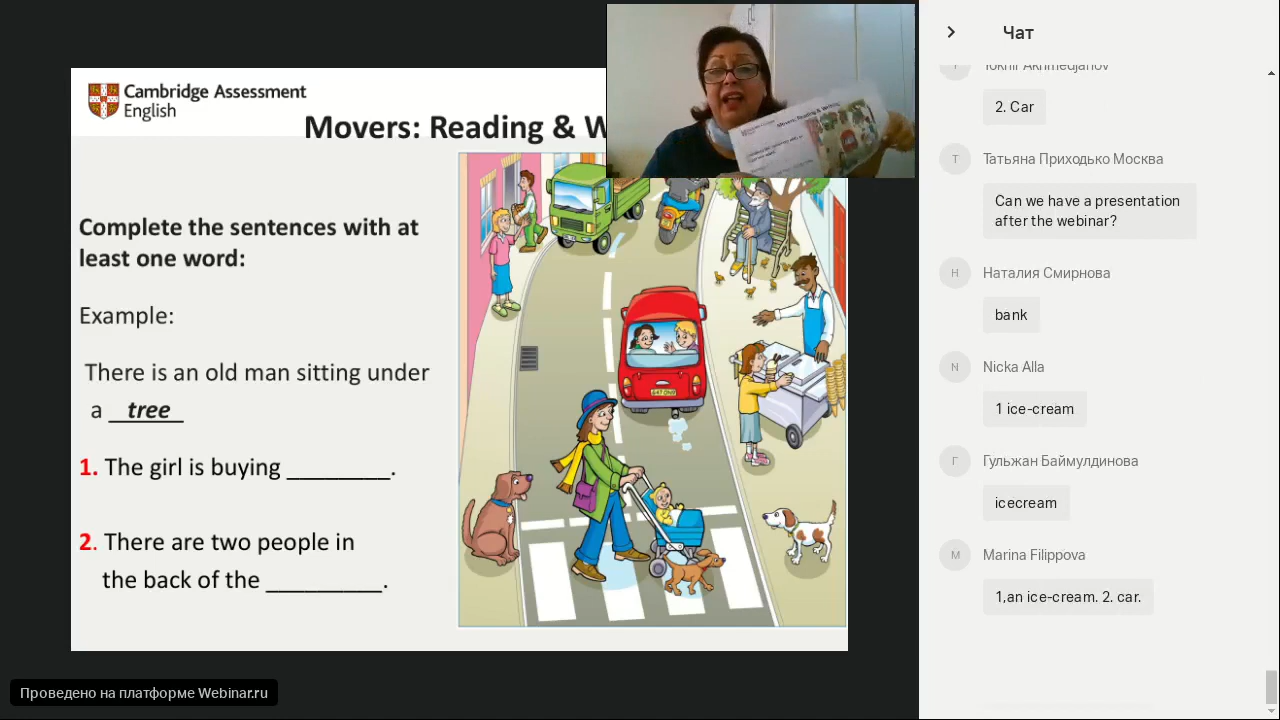 Cambridge Assessment
English
Movers: Reading & W
Complete the sentences with at
least one word:
Example:
There is an old man sitting under
a __tree__
1. The girl is buying ________.
2. There are two people in
the back of the _________.
Проведено на платформе Webinar.ru
Чат
2. Car
Татьяна Приходько Москва
Т
Can we have a presentation
after the webinar?
Наталия Смирнова
Н
bank
Nicka Alla
N
1 ice-cream
Гульжан Баймулдинова
Г
icecream
Marina Filippova
M
1,an ice-cream. 2. car.